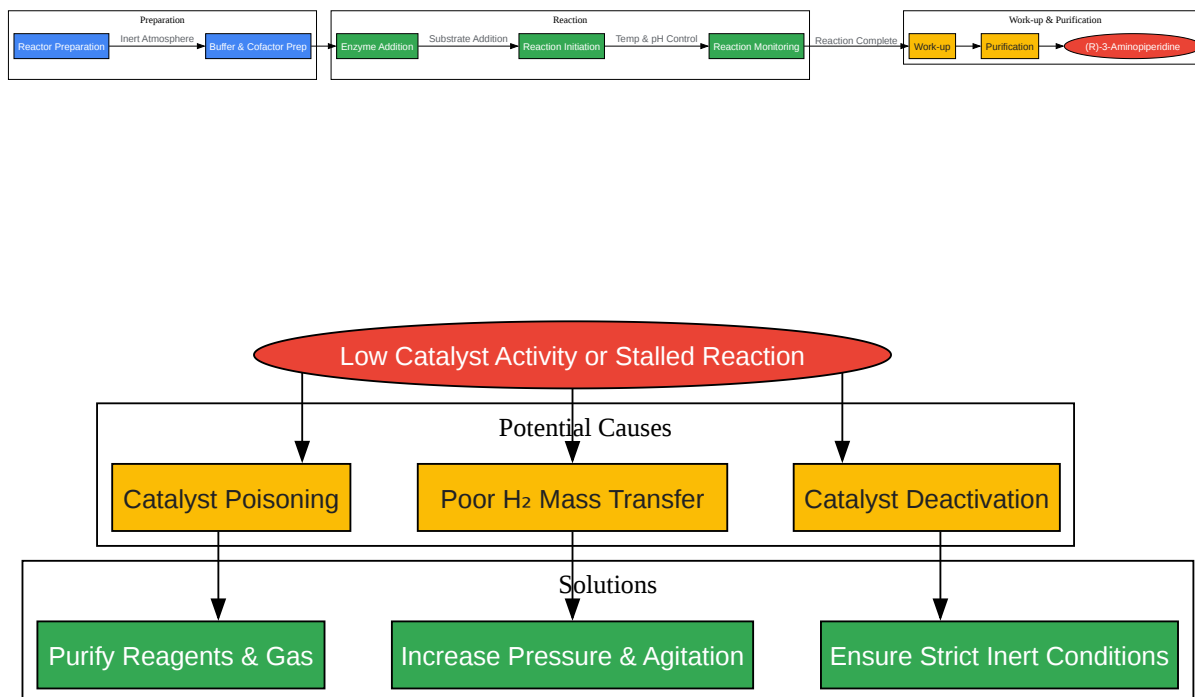 Preparation
Reaction
Work-up & Purification
Reactor Preparation
Inert Atmosphere
Buffer & Cofactor Prep
Enzyme Addition
Substrate Addition
Reaction Initiation
Temp & pH Control
Reaction Monitoring
Reaction Complete
Work-up
Purification
(R)-3-Aminopiperidine
Low Catalyst Activity or Stalled Reaction
Potential Causes
Catalyst Poisoning
Poor H₂ Mass Transfer
Catalyst Deactivation
Solutions
Purify Reagents & Gas
Increase Pressure & Agitation
Ensure Strict Inert Conditions